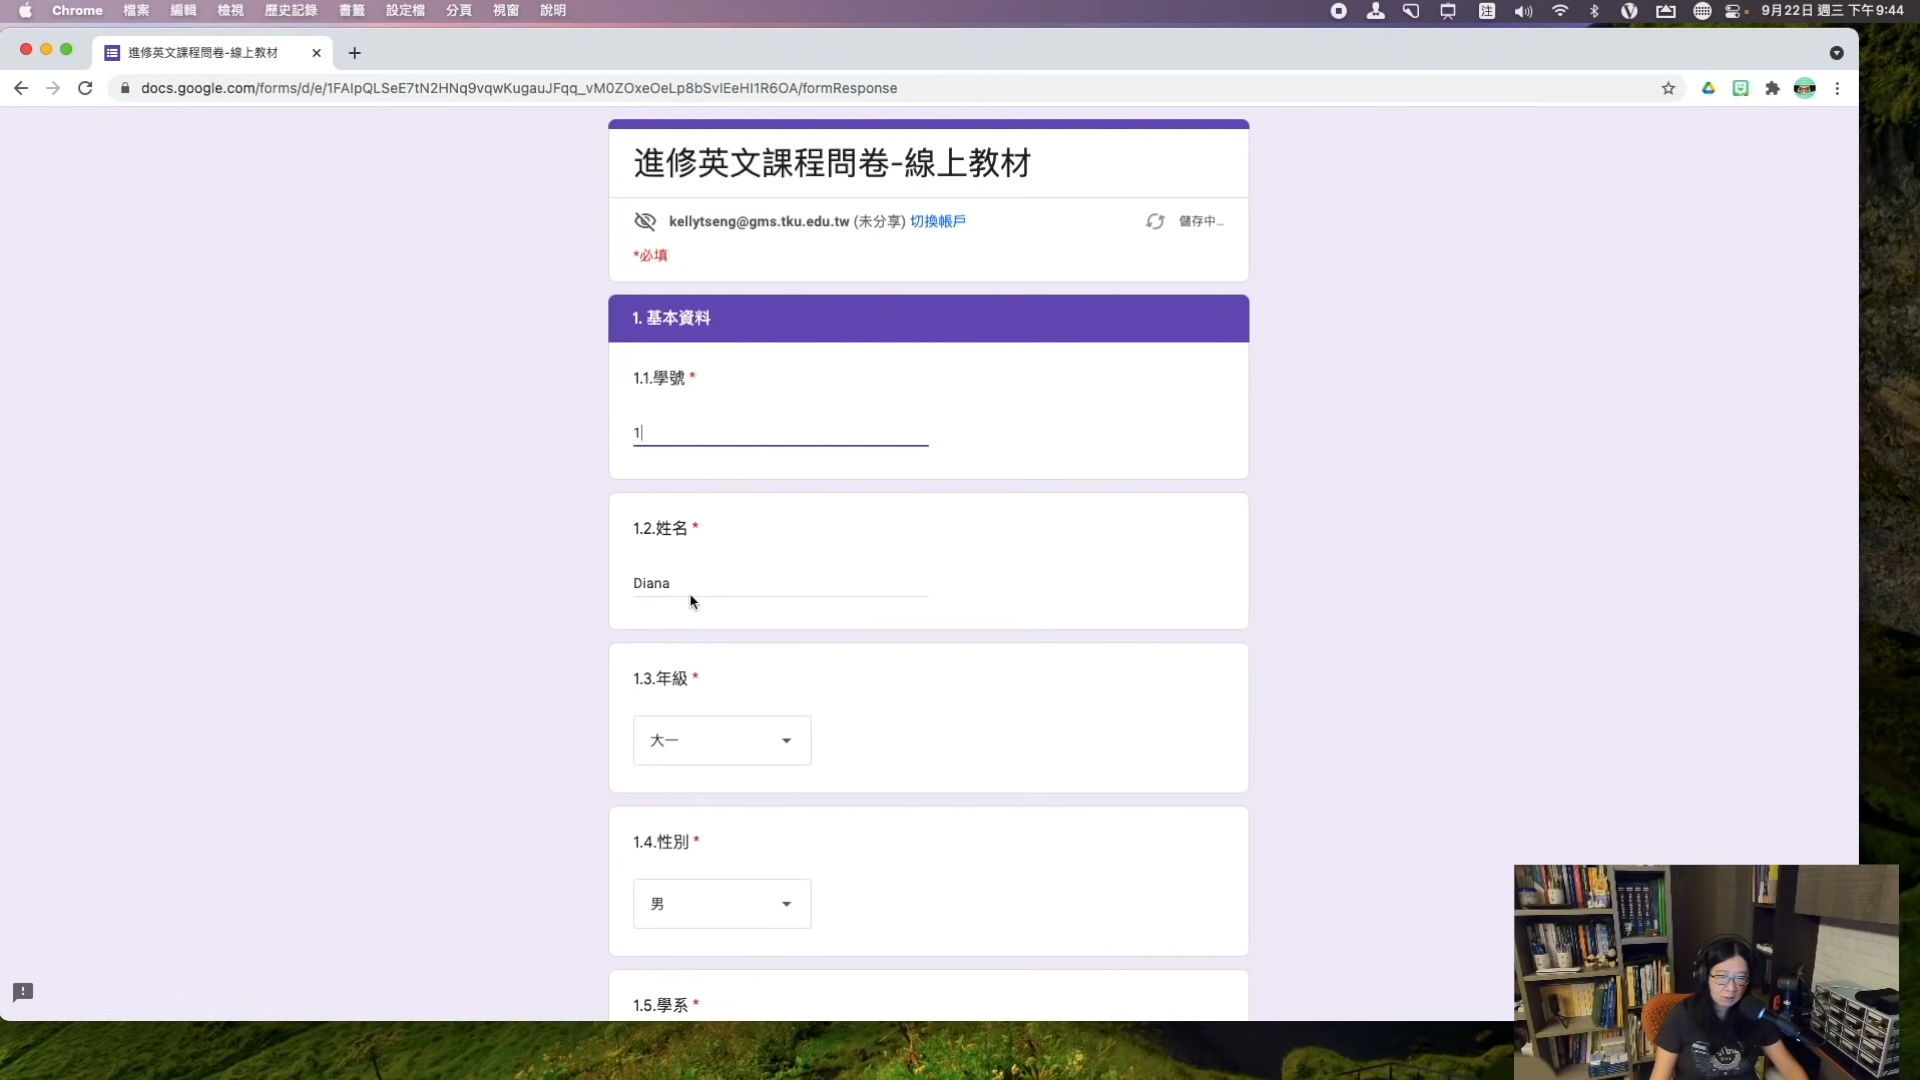 Chrome 檔案 編輯 檢視 歷史記錄 書籤 設定檔 分頁 視窗 說明
注 9月22日 週三 下午9:44
進修英文課程問卷-線上教材
docs.google.com/forms/d/e/1FAIpQLSeE7tN2HNq9vqwKugauJFqq_vM0ZOxeOeLp8bSvIEeHI1R6OA/formResponse
進修英文課程問卷-線上教材
kellytseng@gms.tku.edu.tw (未分享) 切換帳戶
儲存中...
*必填
1. 基本資料
1.1.學號 *
1
1.2.姓名 *
Diana
1.3.年級 *
大一
1.4.性別 *
男
1.5.學系 *